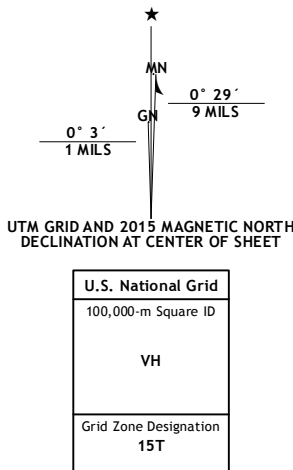 ★
MN
0° 29´
9 MILS
GN
0° 3´
1 MILS
UTM GRID AND 2015 MAGNETIC NORTH
DECLINATION AT CENTER OF SHEET
U.S. National Grid
100,000-m Square ID
VH
Grid Zone Designation
15T